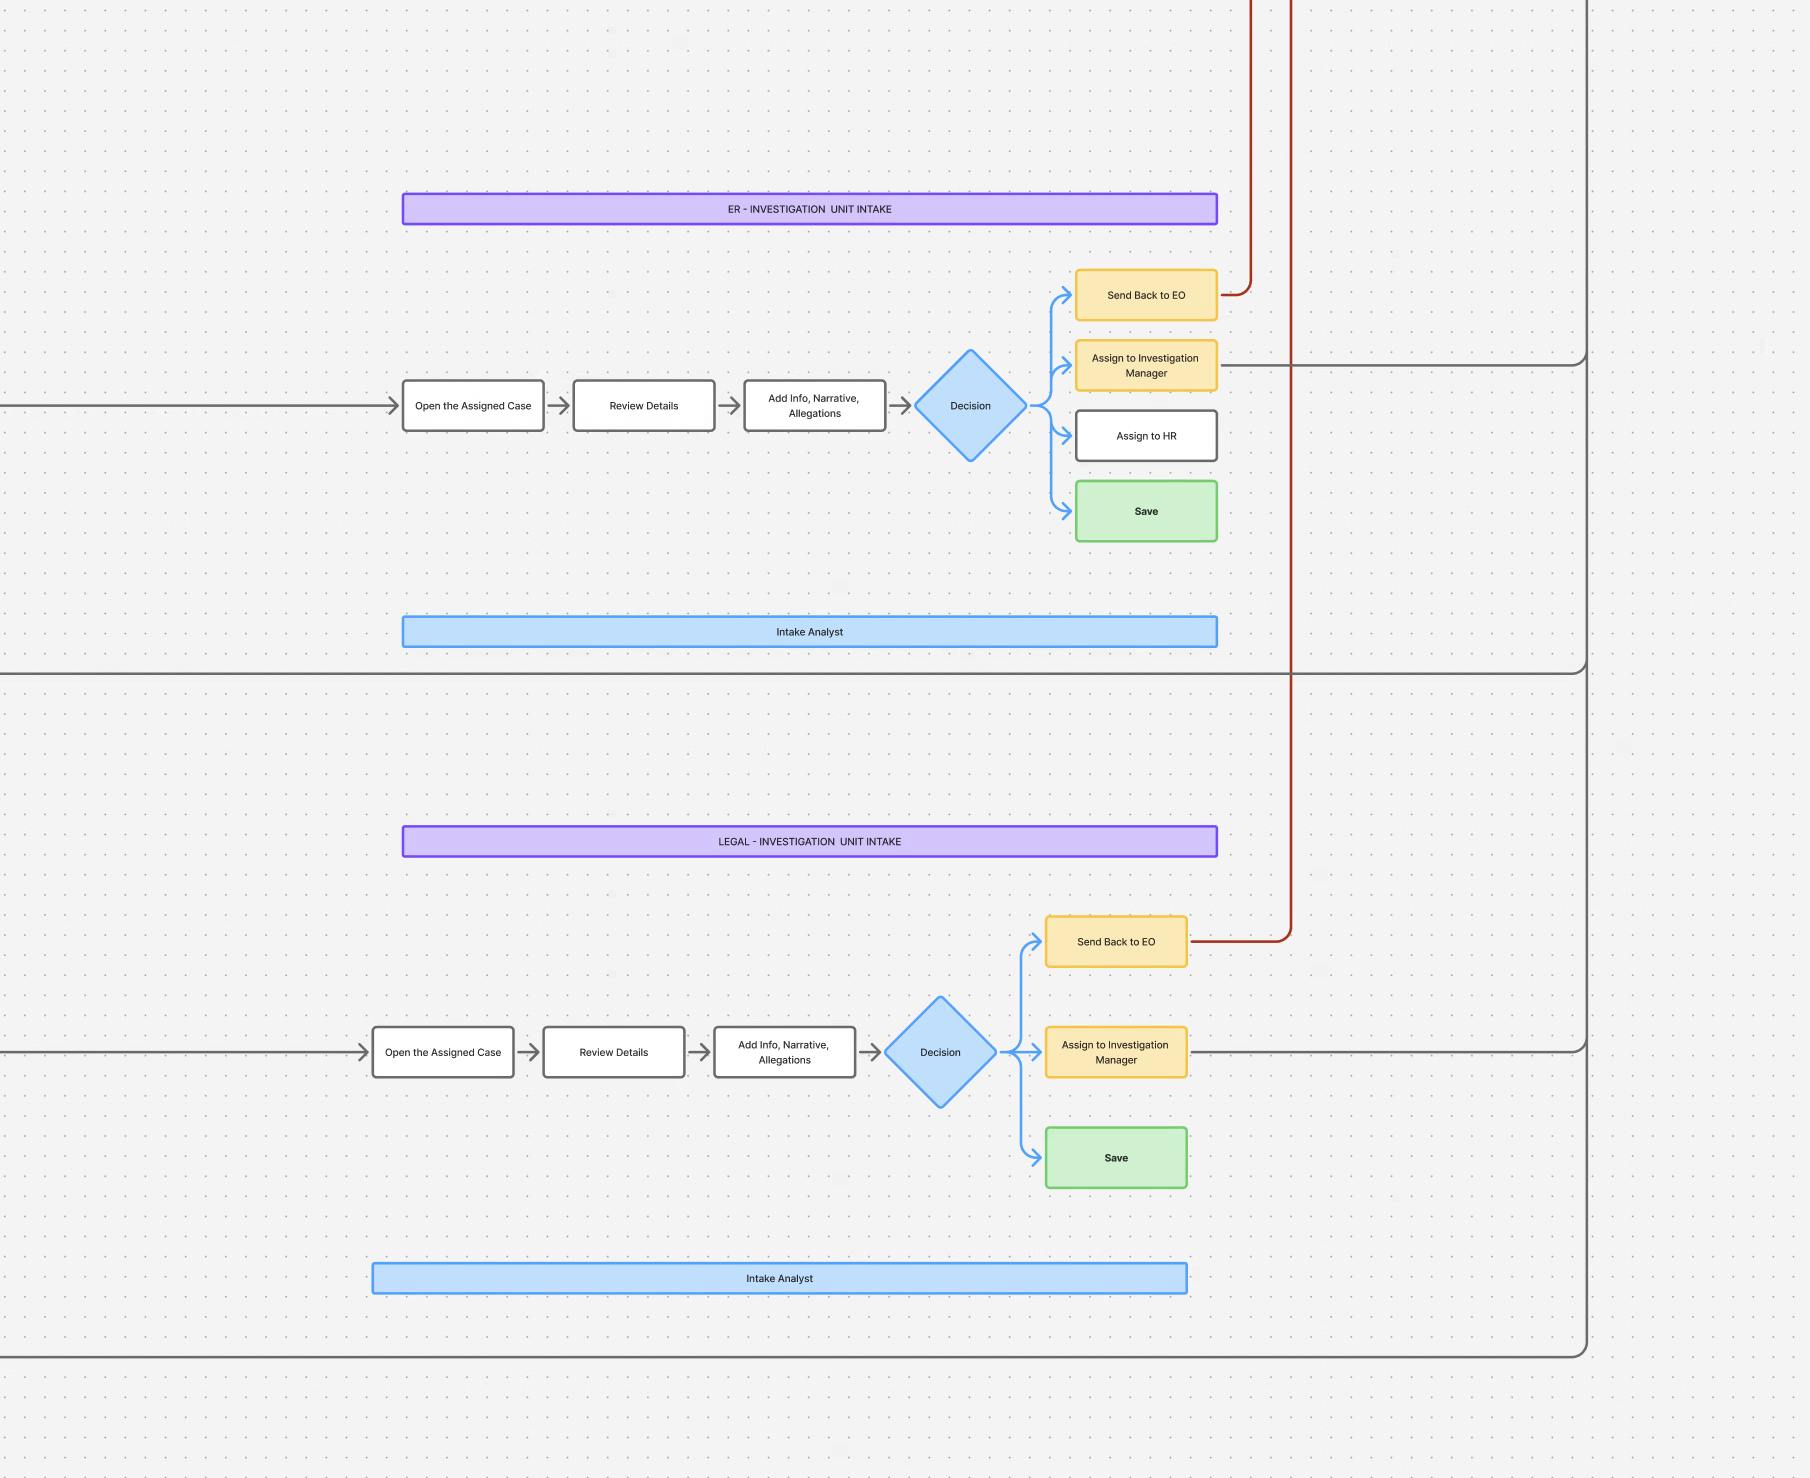 ER - INVESTIGATION  UNIT INTAKE
Send Back to EO
Assign to Investigation
Manager
Open the Assigned Case
Review Details
Add Info, Narrative,
Allegations
Decision
Assign to HR
Save
Intake Analyst
LEGAL - INVESTIGATION  UNIT INTAKE
Send Back to EO
Open the Assigned Case
Review Details
Add Info, Narrative,
Allegations
Decision
Assign to Investigation
Manager
Save
Intake Analyst